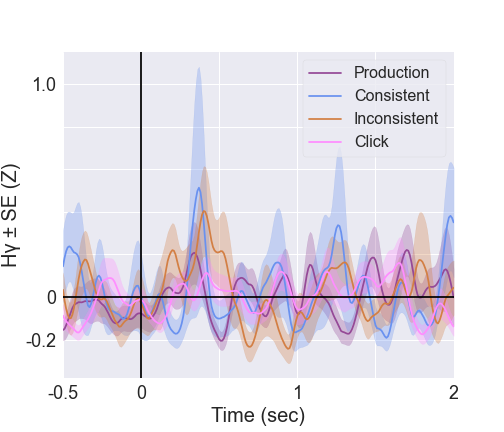 Hγ ± SE (Z)
1.0
0
-0.2
Production
Consistent
Inconsistent
Click
-0.5
0
1
2
Time (sec)